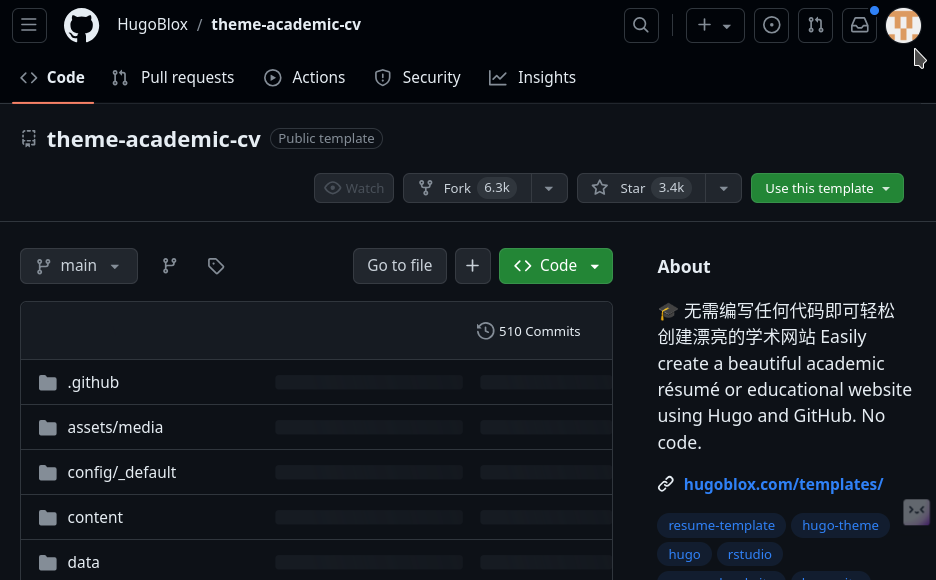 HugoBlox / theme-academic-cv
Code Pull requests Actions Security Insights
theme-academic-cv Public template
Watch Fork 6.3k Star 3.4k Use this template
main Go to file Code
510 Commits
.github
assets/media
config/_default
content
data
About
🎓 无需编写任何代码即可轻松
创建漂亮的学术网站 Easily
create a beautiful academic
résumé or educational website
using Hugo and GitHub. No
code.
hugoblox.com/templates/
resume-template hugo-theme
hugo rstudio